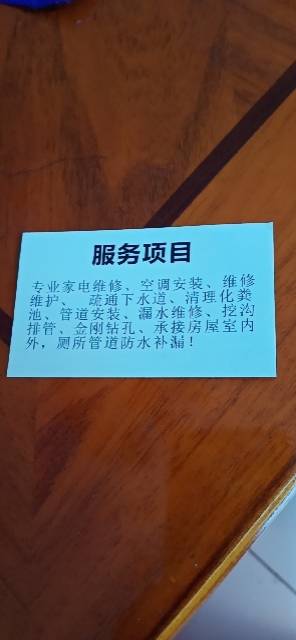 服务项目
专业家电维修、空调安装、维修
维护、 疏通下水道、清理化粪
池、管道安装、漏水维修、挖沟
排管、金刚钻孔、承接房屋室内
外，厕所管道防水补漏！